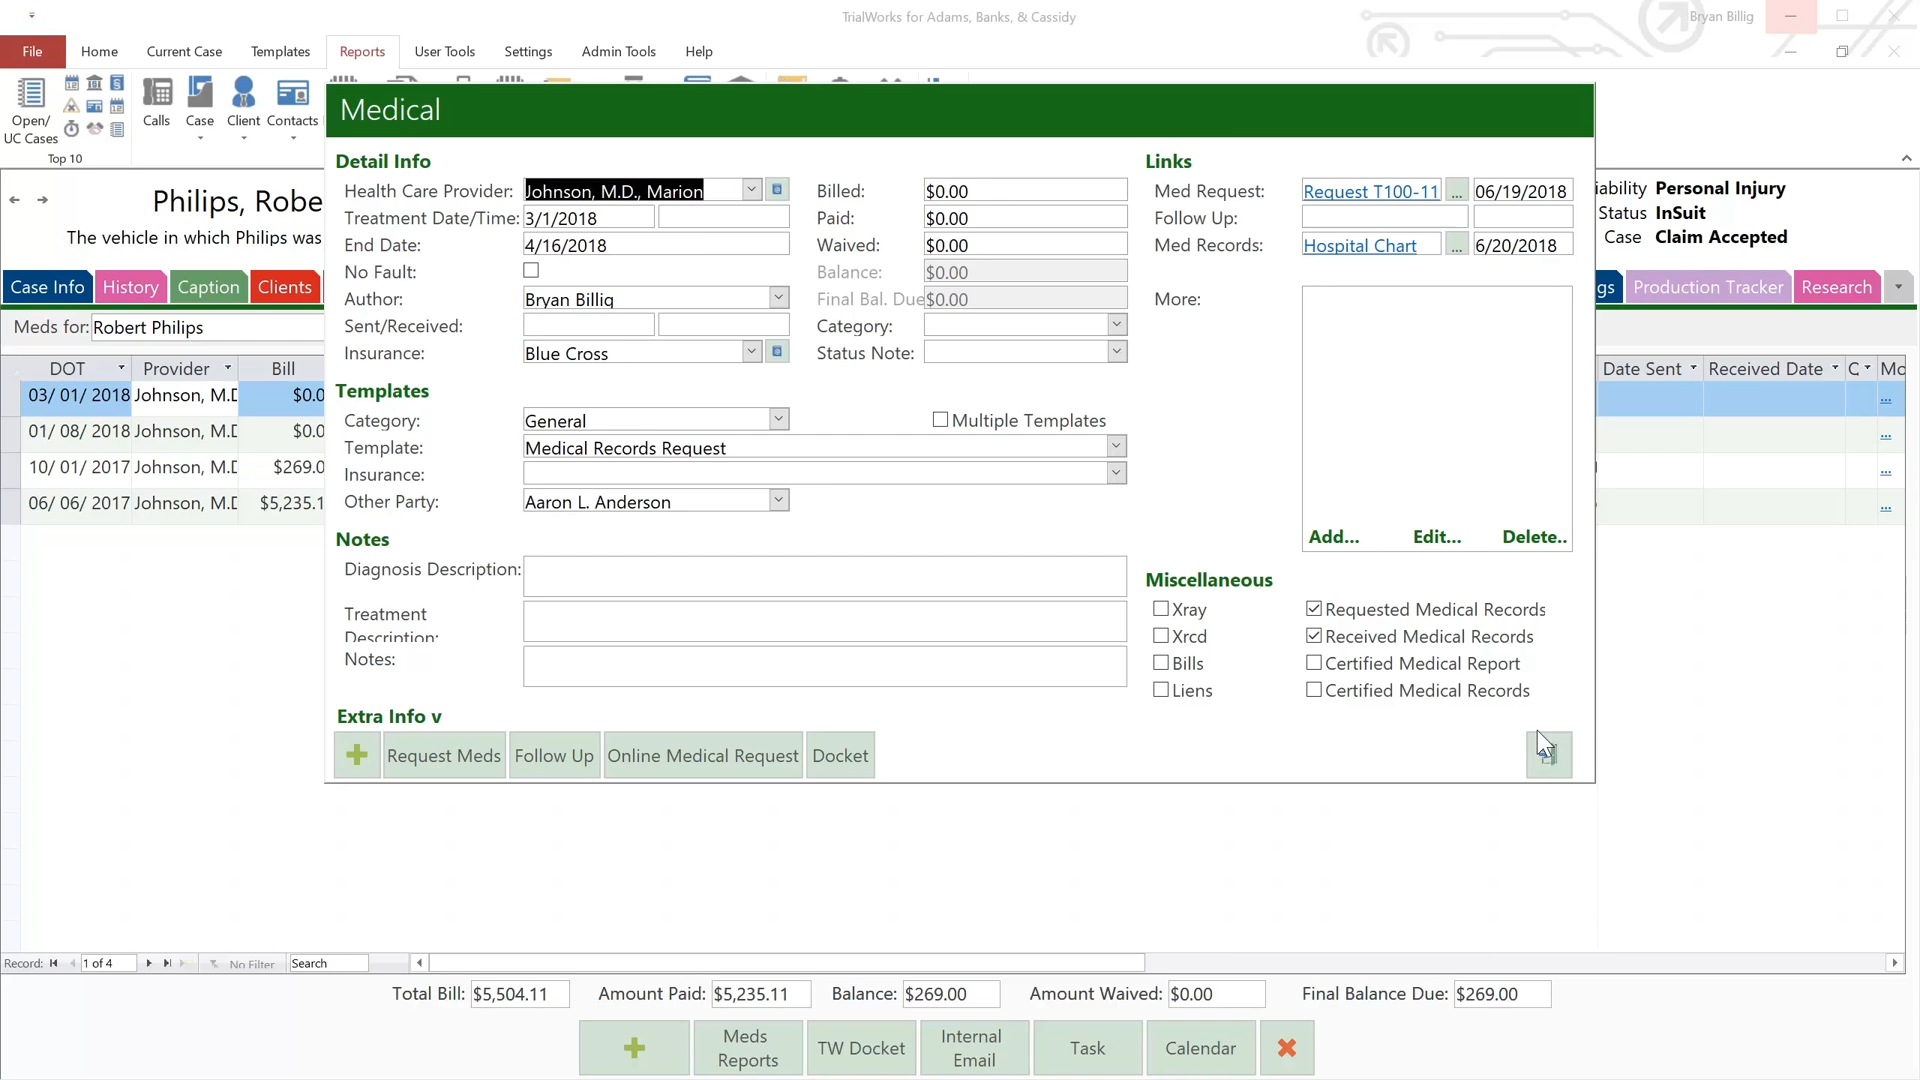 TrialWorks for Adams, Banks, & Cassidy
Bryan Billig
File Home Current Case Templates Reports User Tools Settings Admin Tools Help
Open/
UC Cases
Calls Case Client Contacts
Top 10
Medical
Philips, Robe
The vehicle in which Philips was
iability Personal Injury
Status InSuit
Case Claim Accepted
Case Info History Caption Clients
gs Production Tracker Research
Meds for: Robert Philips
DOT Provider Bill
Date Sent Received Date C Mo
03/ 01/ 2018 Johnson, M.D $0.0 ...
01/ 08/ 2018 Johnson, M.D $0.0 ...
10/ 01/ 2017 Johnson, M.D $269.0 ...
06/ 06/ 2017 Johnson, M.D $5,235.1 ...
Detail Info
Health Care Provider: Johnson, M.D., Marion
Treatment Date/Time: 3/1/2018
End Date: 4/16/2018
No Fault:
Author: Bryan Billig
Sent/Received:
Insurance: Blue Cross
Billed: $0.00
Paid: $0.00
Waived: $0.00
Balance: $0.00
Final Bal. Due $0.00
Category:
Status Note:
Links
Med Request: Request T100-11 ... 06/19/2018
Follow Up:
Med Records: Hospital Chart ... 6/20/2018
More:
Add... Edit... Delete..
Templates
Category: General
Multiple Templates
Template: Medical Records Request
Insurance:
Other Party: Aaron L. Anderson
Notes
Diagnosis Description:
Treatment
Description:
Notes:
Miscellaneous
Xray Requested Medical Records
Xrcd Received Medical Records
Bills Certified Medical Report
Liens Certified Medical Records
Extra Info v
Request Meds Follow Up Online Medical Request Docket
Record: 1 of 4 No Filter Search
Total Bill: $5,504.11 Amount Paid: $5,235.11 Balance: $269.00 Amount Waived: $0.00 Final Balance Due: $269.00
Meds
Reports
TW Docket
Internal
Email
Task
Calendar